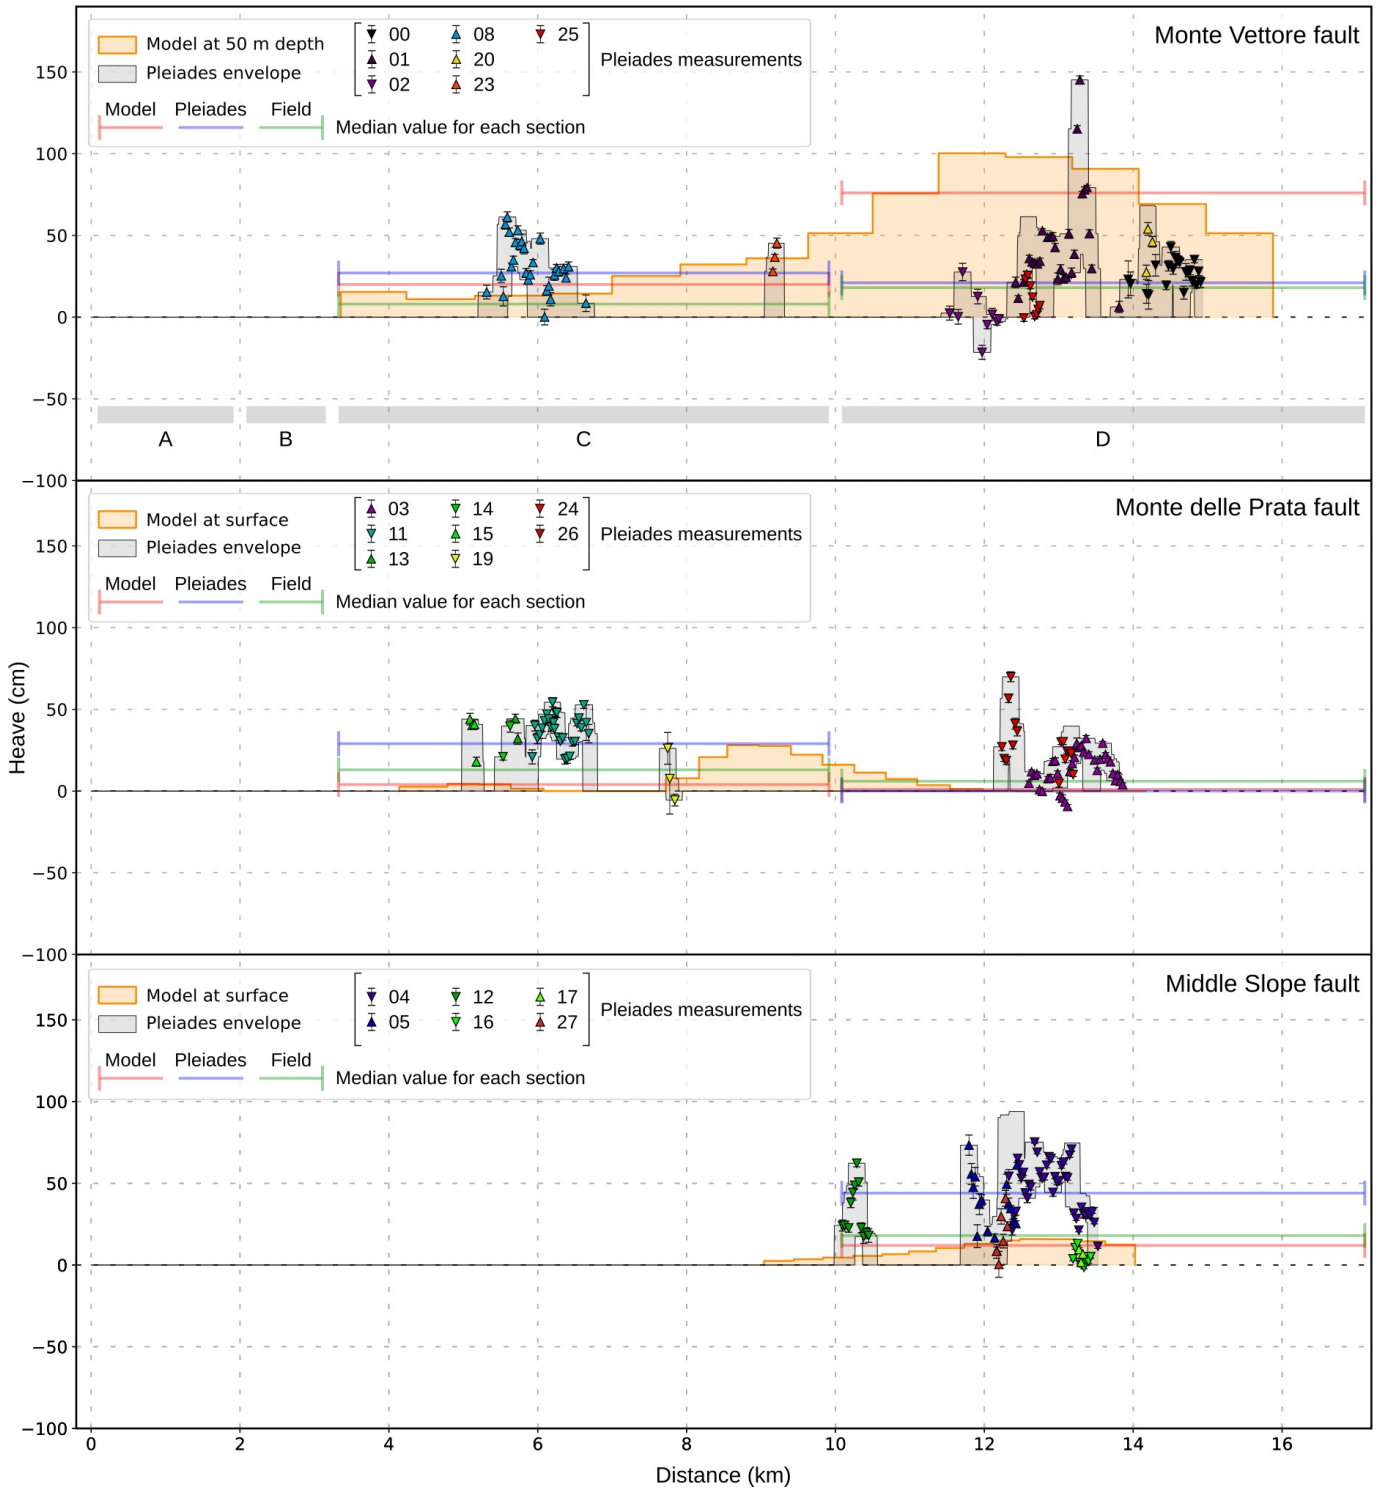 Monte Vettore fault
Model at 50 m depth
Pleiades envelope
00 08 25
01 20
02 23
Pleiades measurements
Model Pleiades Field
Median value for each section
150
100
50
0
−50
−100
A B C D
Monte delle Prata fault
Model at surface
Pleiades envelope
03 14 24
11 15 26
13 19
Pleiades measurements
Model Pleiades Field
Median value for each section
150
100
50
0
−50
−100
Heave (cm)
Middle Slope fault
Model at surface
Pleiades envelope
04 12 17
05 16 27
Pleiades measurements
Model Pleiades Field
Median value for each section
150
100
50
0
−50
−100
0 2 4 6 8 10 12 14 16
Distance (km)